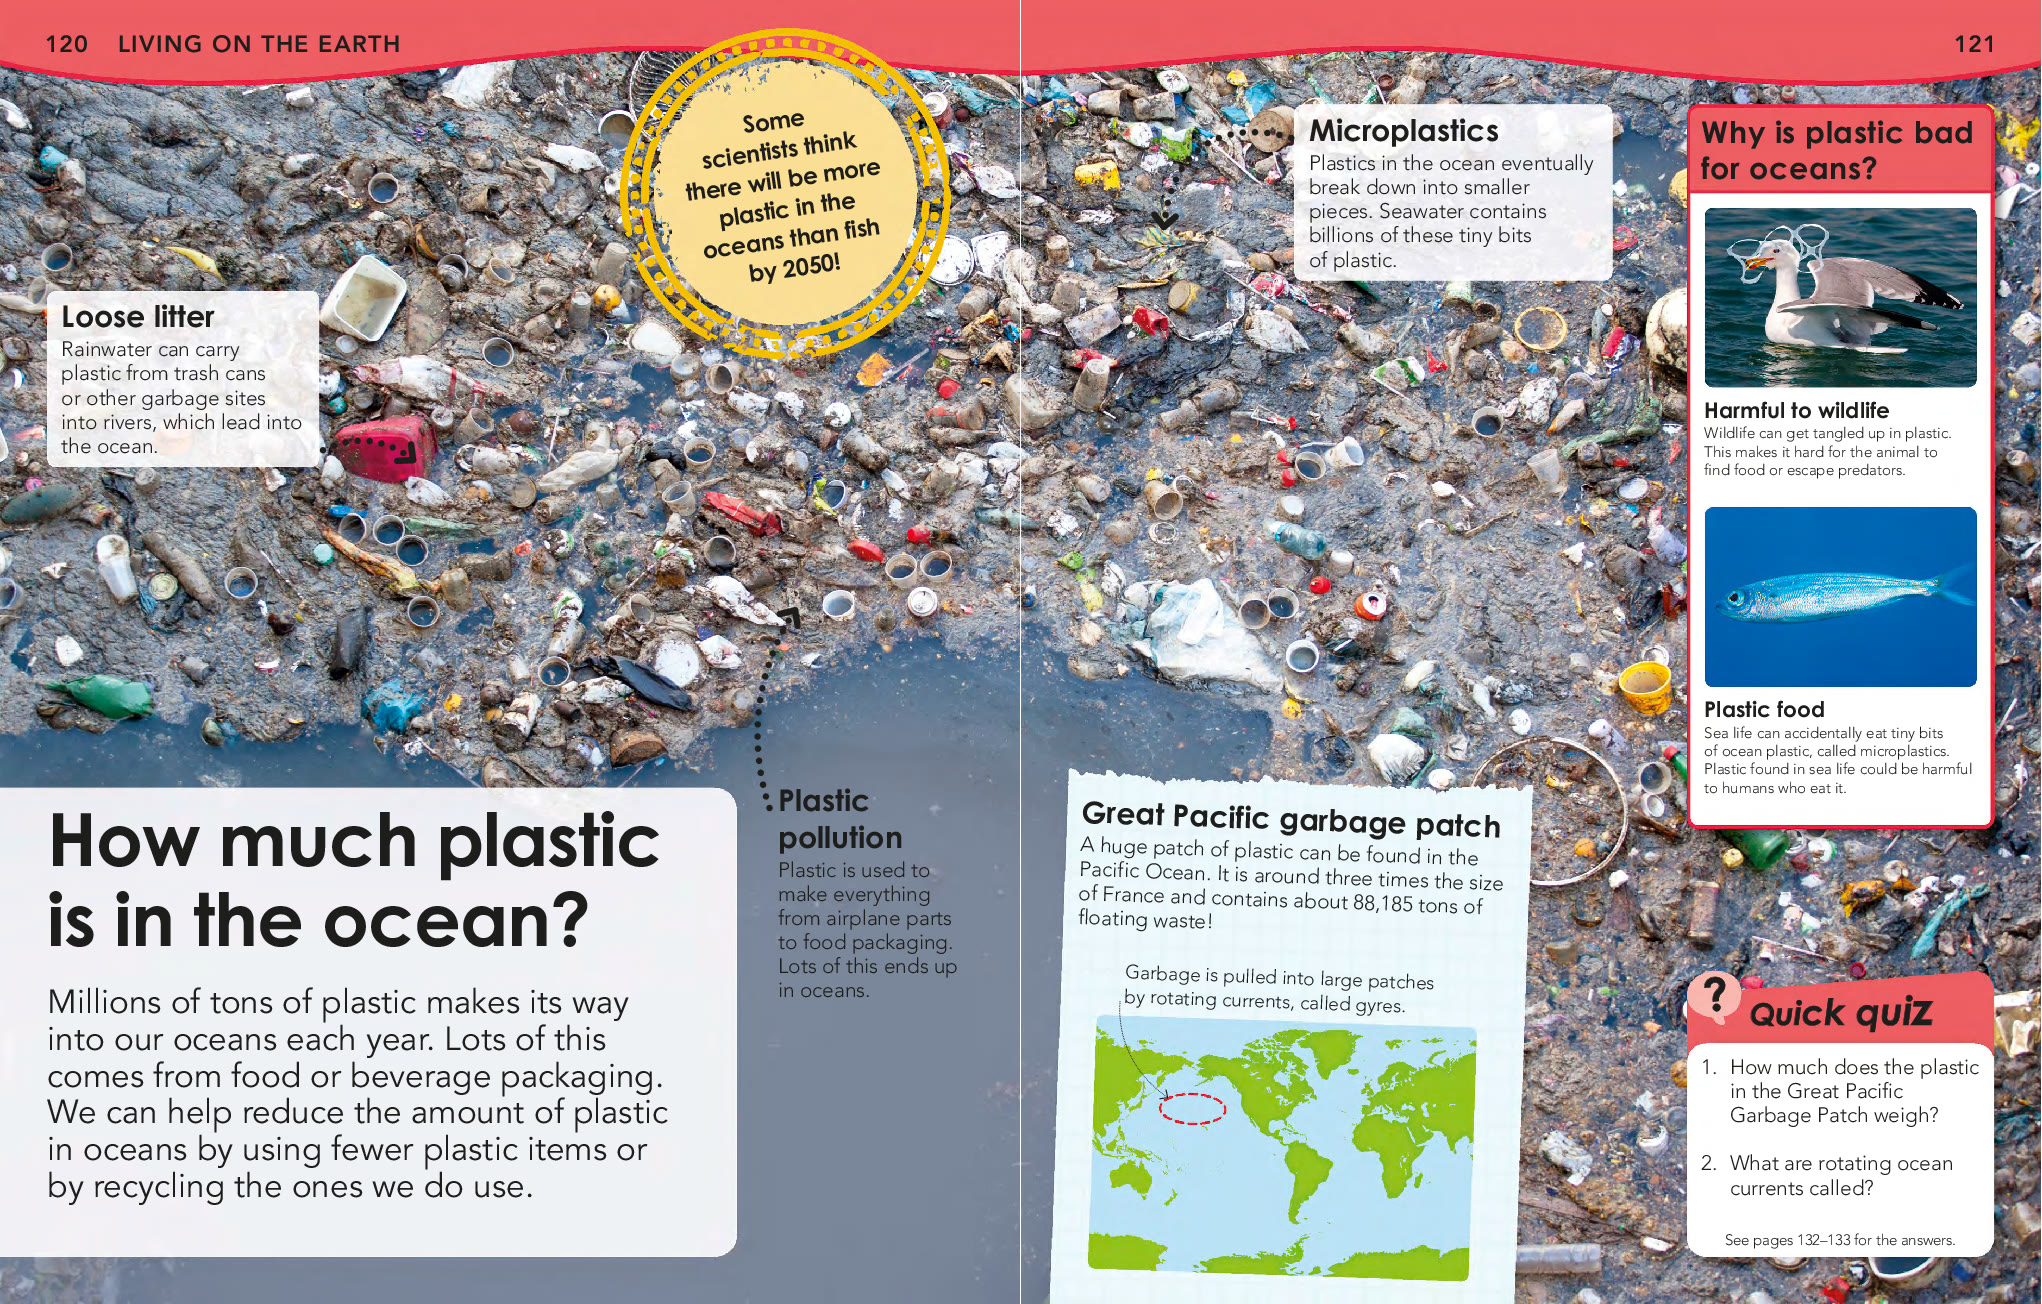 120 LIVING ON THE EARTH
121
Some
scientists think
there will be more
plastic in the
oceans than fish
by 2050!
Loose litter
Rainwater can carry
plastic from trash cans
or other garbage sites
into rivers, which lead into
the ocean.
How much plastic
is in the ocean?
Millions of tons of plastic makes its way
into our oceans each year. Lots of this
comes from food or beverage packaging.
We can help reduce the amount of plastic
in oceans by using fewer plastic items or
by recycling the ones we do use.
Plastic
pollution
Plastic is used to
make everything
from airplane parts
to food packaging.
Lots of this ends up
in oceans.
Microplastics
Plastics in the ocean eventually
break down into smaller
pieces. Seawater contains
billions of these tiny bits
of plastic.
Great Pacific garbage patch
A huge patch of plastic can be found in the
Pacific Ocean. It is around three times the size
of France and contains about 88,185 tons of
floating waste!
Garbage is pulled into large patches
by rotating currents, called gyres.
Why is plastic bad
for oceans?
Harmful to wildlife
Wildlife can get tangled up in plastic.
This makes it hard for the animal to
find food or escape predators.
Plastic food
Sea life can accidentally eat tiny bits
of ocean plastic, called microplastics.
Plastic found in sea life could be harmful
to humans who eat it.
?
Quick quiz
1. How much does the plastic
in the Great Pacific
Garbage Patch weigh?
2. What are rotating ocean
currents called?
See pages 132–133 for the answers.